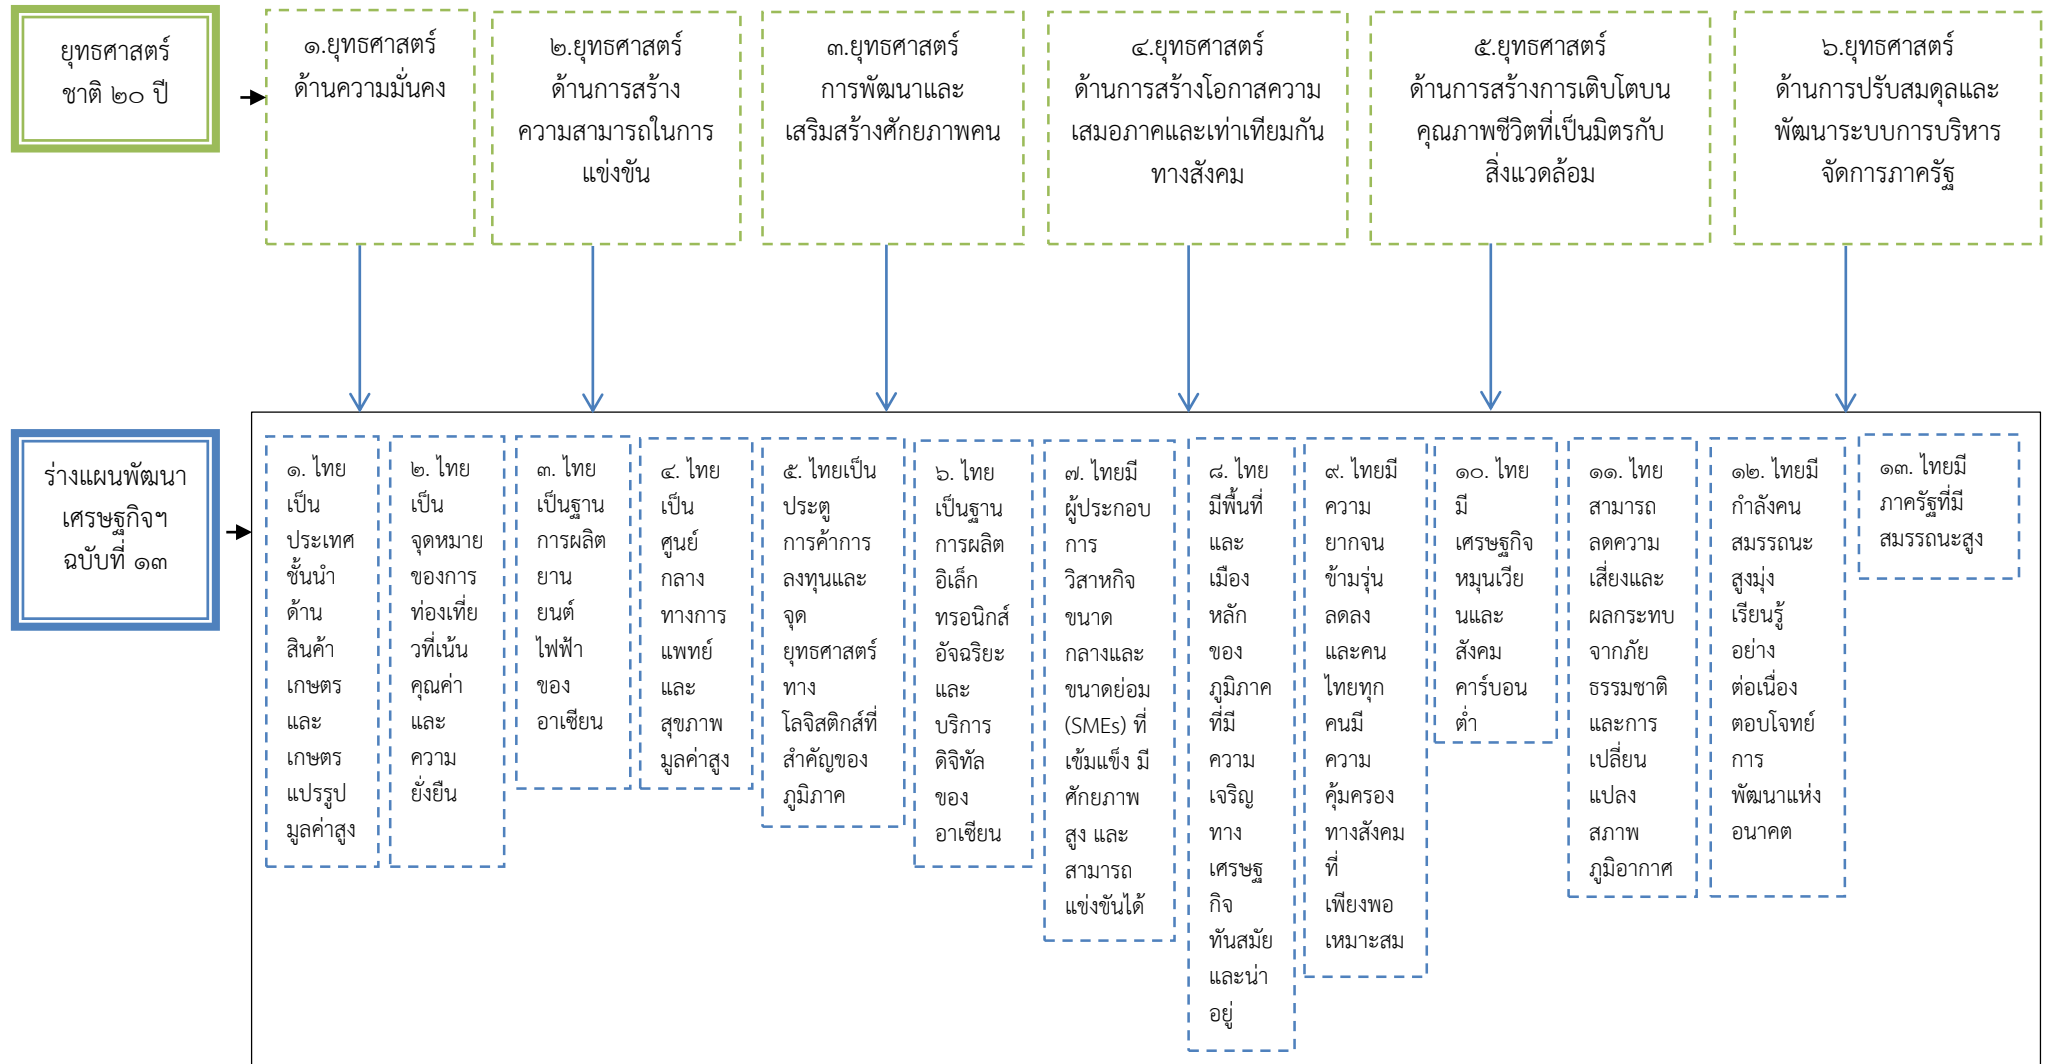 ยุทธศาสตร์
ชาติ ๒๐ ปี
๑.ยุทธศาสตร์
ด้านความมั่นคง
๒.ยุทธศาสตร์
ด้านการสร้าง
ความสามารถในการ
แข่งขัน
๓.ยุทธศาสตร์
การพัฒนาและ
เสริมสร้างศักยภาพคน
๔.ยุทธศาสตร์
ด้านการสร้างโอกาสความ
เสมอภาคและเท่าเทียมกัน
ทางสังคม
๕.ยุทธศาสตร์
ด้านการสร้างการเติบโตบน
คุณภาพชีวิตที่เป็นมิตรกับ
สิ่งแวดล้อม
๖.ยุทธศาสตร์
ด้านการปรับสมดุลและ
พัฒนาระบบการบริหาร
จัดการภาครัฐ
ร่างแผนพัฒนา
เศรษฐกิจฯ
ฉบับที่ ๑๓
๑. ไทย
เป็น
ประเทศ
ชั้นนำ
ด้าน
สินค้า
เกษตร
และ
เกษตร
แปรรูป
มูลค่าสูง
๒. ไทย
เป็น
จุดหมาย
ของการ
ท่องเที่ย
วที่เน้น
คุณค่า
และ
ความ
ยั่งยืน
๓. ไทย
เป็นฐาน
การผลิต
ยาน
ยนต์
ไฟฟ้า
ของ
อาเซียน
๔. ไทย
เป็น
ศูนย์
กลาง
ทางการ
แพทย์
และ
สุขภาพ
มูลค่าสูง
๕. ไทยเป็น
ประตู
การค้าการ
ลงทุนและ
จุด
ยุทธศาสตร์
ทาง
โลจิสติกส์ที่
สำคัญของ
ภูมิภาค
๖. ไทย
เป็นฐาน
การผลิต
อิเล็ก
ทรอนิกส์
อัจฉริยะ
และ
บริการ
ดิจิทัล
ของ
อาเซียน
๗. ไทยมี
ผู้ประกอบ
การ
วิสาหกิจ
ขนาด
กลางและ
ขนาดย่อม
(SMEs) ที่
เข้มแข็ง มี
ศักยภาพ
สูง และ
สามารถ
แข่งขันได้
๘. ไทย
มีพื้นที่
และ
เมือง
หลัก
ของ
ภูมิภาค
ที่มี
ความ
เจริญ
ทาง
เศรษฐ
กิจ
ทันสมัย
และน่า
อยู่
๙. ไทยมี
ความ
ยากจน
ข้ามรุ่น
ลดลง
และคน
ไทยทุก
คนมี
ความ
คุ้มครอง
ทางสังคม
ที่
เพียงพอ
เหมาะสม
๑๐. ไทย
มี
เศรษฐกิจ
หมุนเวีย
นและ
สังคม
คาร์บอน
ต่ำ
๑๑. ไทย
สามารถ
ลดความ
เสี่ยงและ
ผลกระทบ
จากภัย
ธรรมชาติ
และการ
เปลี่ยน
แปลง
สภาพ
ภูมิอากาศ
๑๒. ไทยมี
กำลังคน
สมรรถนะ
สูงมุ่ง
เรียนรู้
อย่าง
ต่อเนื่อง
ตอบโจทย์
การ
พัฒนาแห่ง
อนาคต
๑๓. ไทยมี
ภาครัฐที่มี
สมรรถนะสูง